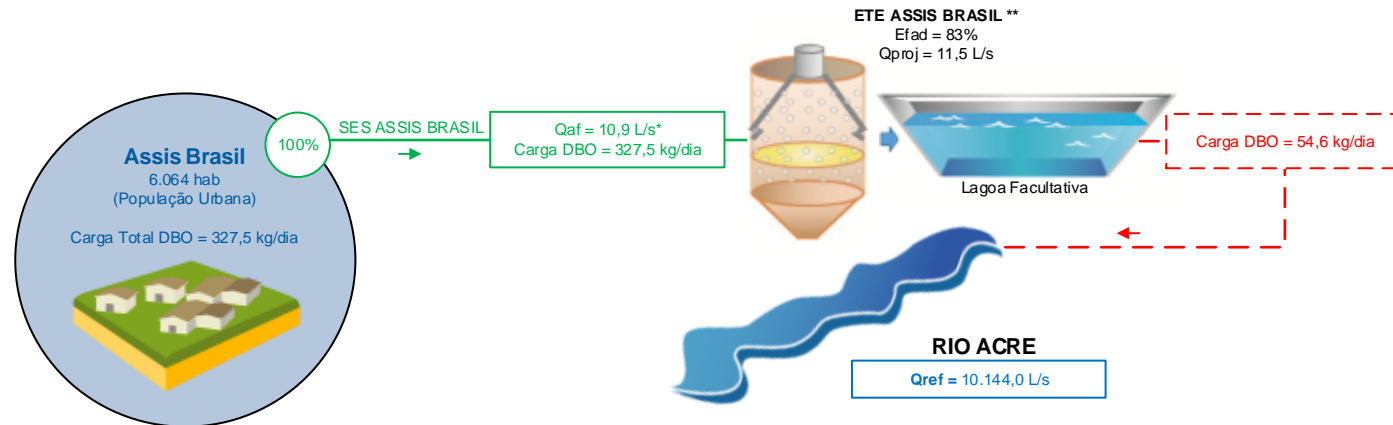 ETE ASSIS BRASIL **
Efad = 83%
Qproj = 11,5 L/s
100%
SES ASSIS BRASIL
Qaf = 10,9 L/s*
Carga DBO = 327,5 kg/dia
Assis Brasil
6.064 hab
(População Urbana)
Carga Total DBO = 327,5 kg/dia
Lagoa Facultativa
Carga DBO = 54,6 kg/dia
RIO ACRE
Qref = 10.144,0 L/s